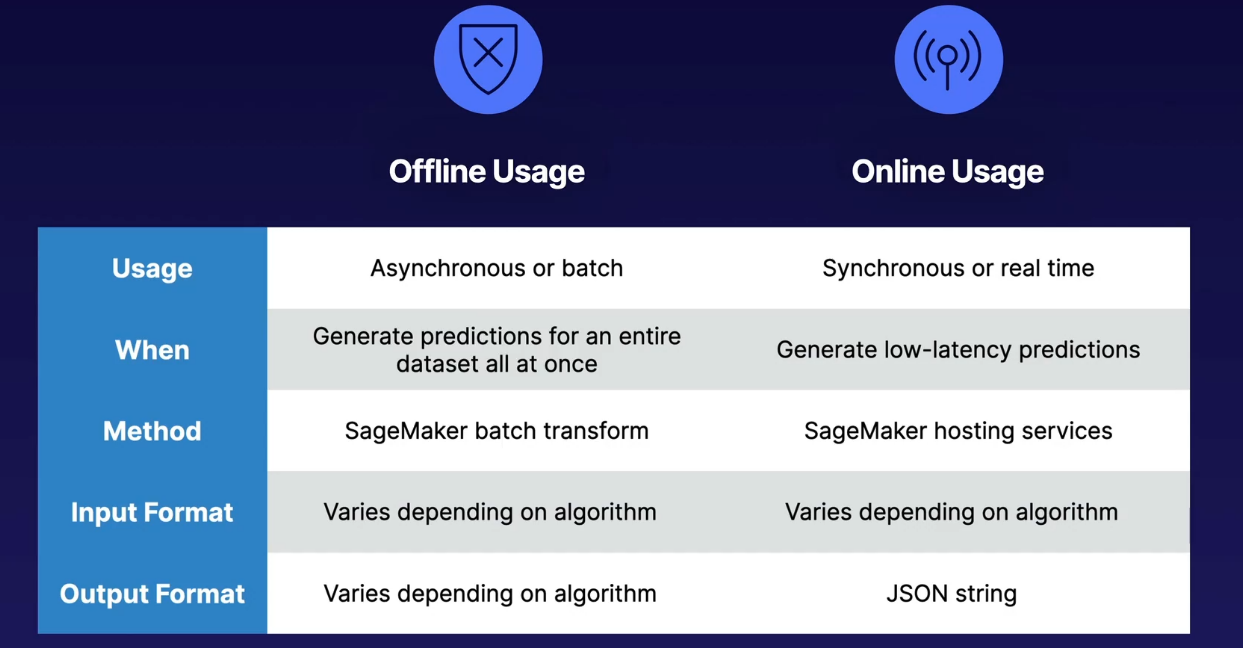 Offline Usage
Online Usage
Usage
Asynchronous or batch
Synchronous or real time
When
Generate predictions for an entire
dataset all at once
Generate low-latency predictions
Method
SageMaker batch transform
SageMaker hosting services
Input Format
Varies depending on algorithm
Varies depending on algorithm
Output Format
Varies depending on algorithm
JSON string